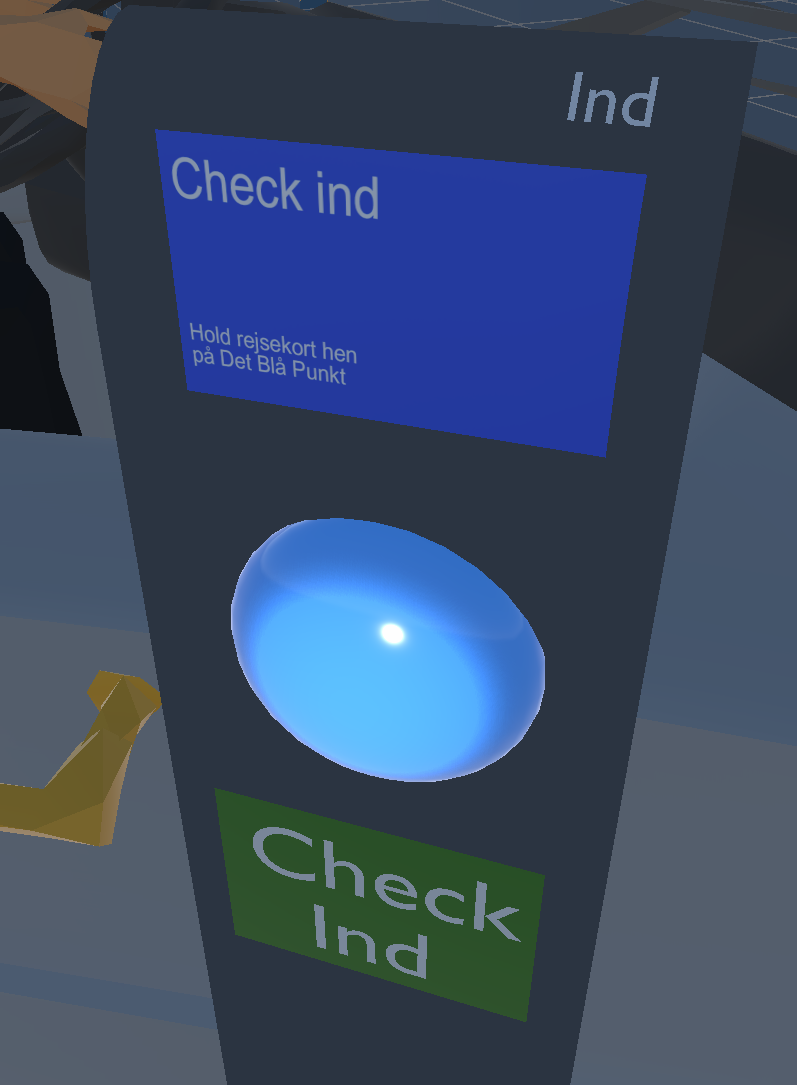 Ind
Check ind
Hold rejsekort hen
på Det Blå Punkt
Check
Ind